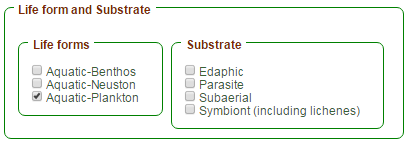 Life form and Substrate
Life forms
Aquatic-Benthos
Aquatic-Neuston
Aquatic-Plankton
Substrate
Edaphic
Parasite
Subaerial
Symbiont (including lichenes)